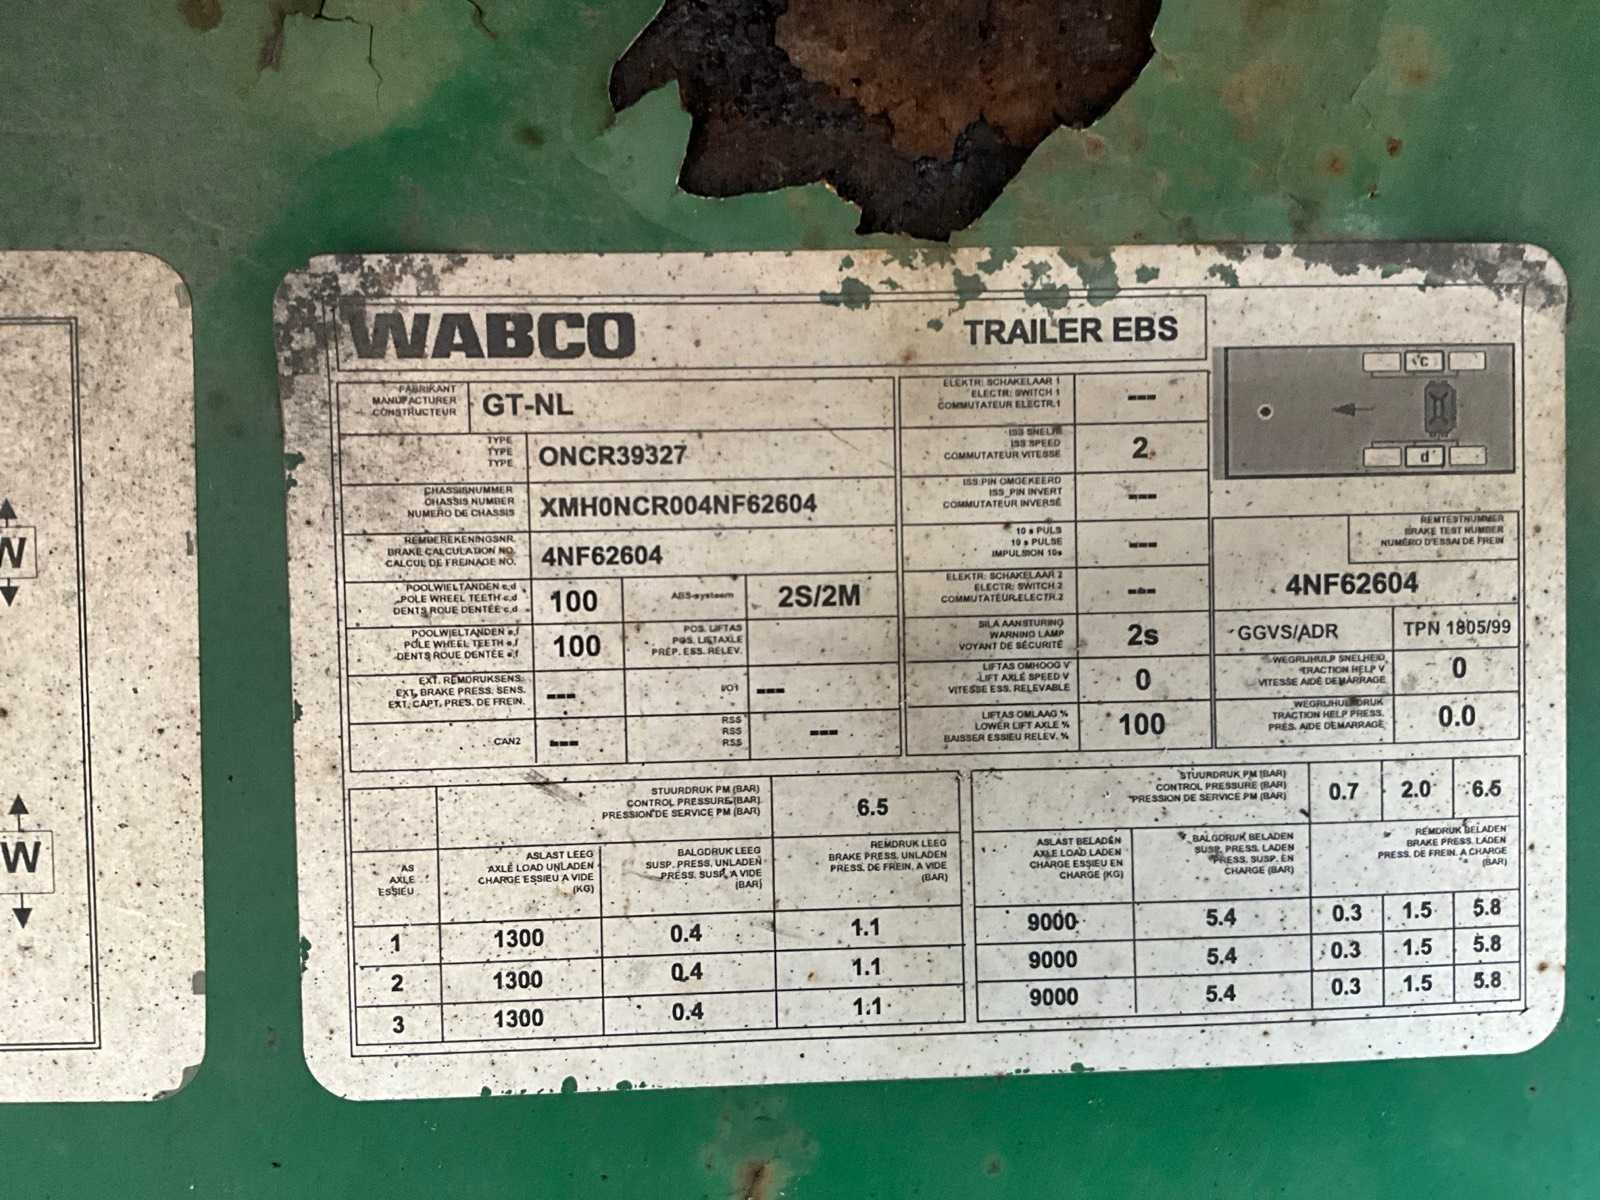 W
W
WABCO
TRAILER EBS
FABRIKANT
MANUFACTURER
CONSTRUCTEUR
GT-NL
TYPE
TYPE
TYPE
ONCR39327
CHASSISNUMMER
CHASSIS NUMBER
NUMERO DE CHASSIS
XMH0NCR004NF62604
REMBEREKENINGSNR.
BRAKE CALCULATION NO.
CALCUL DE FREINAGE NO.
4NF62604
POOLWIELTANDEN c,d
POLE WHEEL TEETH c,d
DENTS ROUE DENTÉE c,d
100
ABS-systeem
2S/2M
POOLWIELTANDEN e,f
POLE WHEEL TEETH e,f
DENTS ROUE DENTÉE e,f
100
POS. LIFTAS
POS. LIFTAXLE
PRÉP. ESS. RELEV.
EXT. REMDRUKSENS.
EXT. BRAKE PRESS. SENS.
EXT. CAPT. PRES. DE FREIN.
---
I/O1
---
CAN2
---
RSS
RSS
RSS
---
ELEKTR. SCHAKELAAR 1
ELECTR. SWITCH 1
COMMUTATEUR ELECTR.1
---
ISS SNELH.
ISS SPEED
COMMUTATEUR VITESSE
2
ISS PIN OMGEKEERD
ISS PIN INVERT
COMMUTATEUR INVERSÉ
---
10 s PULS
10 s PULSE
IMPULSION 10s
---
ELEKTR. SCHAKELAAR 2
ELECTR. SWITCH 2
COMMUTATEUR.ELECTR.2
---
SILA AANSTURING
WARNING LAMP
VOYANT DE SÉCURITÉ
2s
LIFTAS OMHOOG V
LIFT AXLE SPEED V
VITESSE ESS. RELEVABLE
0
LIFTAS OMLAAG %
LOWER LIFT AXLE %
BAISSER ESSIEU RELEV. %
100
c
d
REMTESTNUMMER
BRAKE TEST NUMBER
NUMÉRO D'ESSAI DE FREIN
4NF62604
GGVS/ADR
TPN 1805/99
WEGRIJHULP SNELHEID
TRACTION HELP V
VITESSE AIDE DÉMARRAGE
0
WEGRIJHULPDRUK
TRACTION HELP PRESS.
PRES. AIDE DEMARRAGE
0.0
STUURDRUK PM (BAR)
CONTROL PRESSURE (BAR)
PRESSION DE SERVICE PM (BAR)
6.5
AS
AXLE
ESSIEU
ASLAST LEEG
AXLE LOAD UNLADEN
CHARGE ESSIEU A VIDE
(KG)
BALGDRUK LEEG
SUSP. PRESS. UNLADEN
PRESS. SUSP. A VIDE
(BAR)
REMDRUK LEEG
BRAKE PRESS. UNLADEN
PRESS. DE FREIN. A VIDE
(BAR)
1 1300 0.4 1.1
2 1300 0.4 1.1
3 1300 0.4 1.1
STUURDRUK PM (BAR)
CONTROL PRESSURE (BAR)
PRESSION DE SERVICE PM (BAR)
0.7 2.0 6.5
ASLAST BELADEN
AXLE LOAD LADEN
CHARGE ESSIEU EN
CHARGE (KG)
BALGDRUK BELADEN
SUSP. PRESS. LADEN
PRESS. SUSP. EN
CHARGE (BAR)
REMDRUK BELADEN
BRAKE PRESS. LADEN
PRESS. DE FREIN. A CHARGE
(BAR)
9000 5.4 0.3 1.5 5.8
9000 5.4 0.3 1.5 5.8
9000 5.4 0.3 1.5 5.8